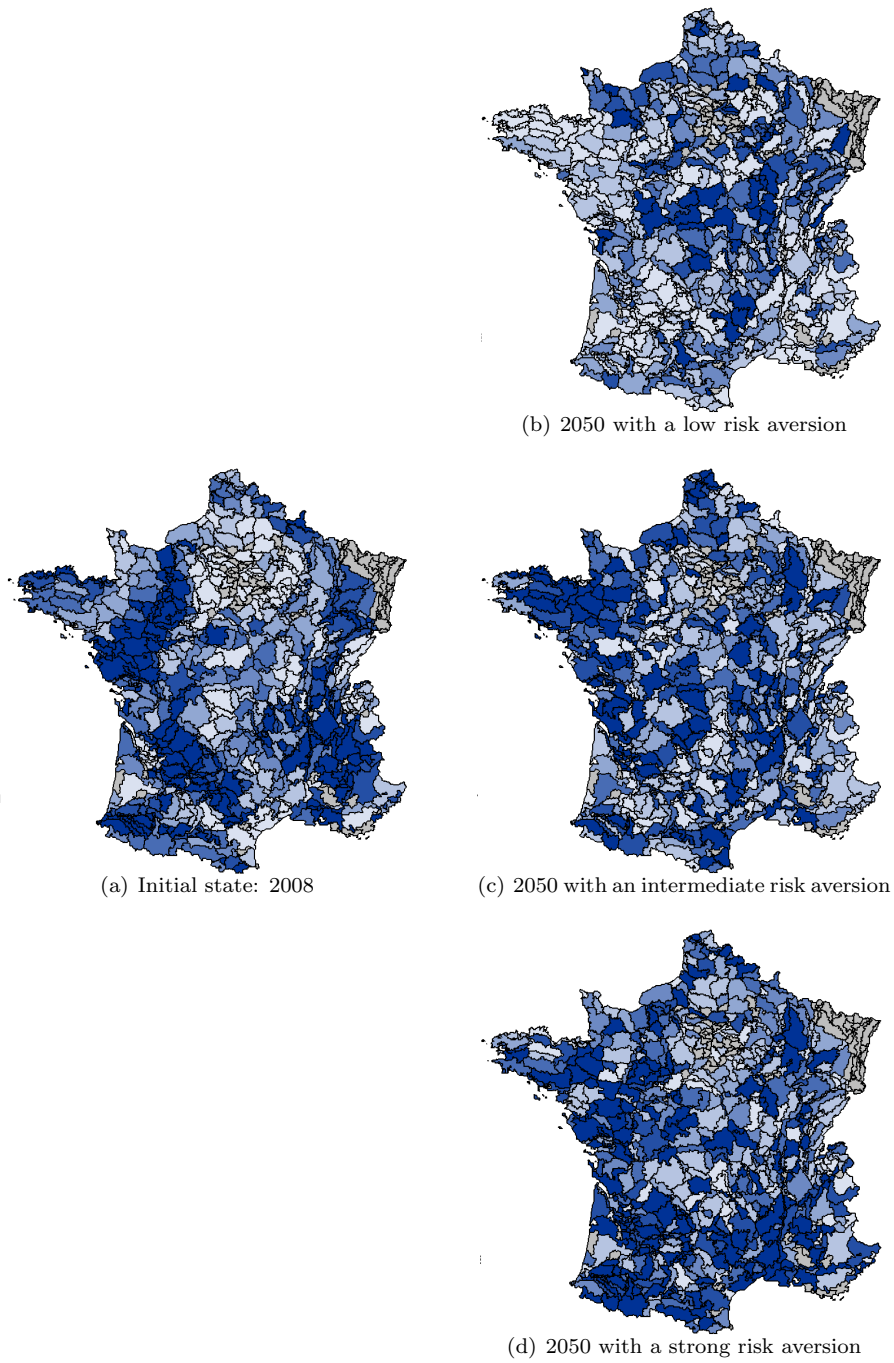 (b) 2050 with a low risk aversion
(a) Initial state: 2008
(c) 2050 with an intermediate risk aversion
(d) 2050 with a strong risk aversion